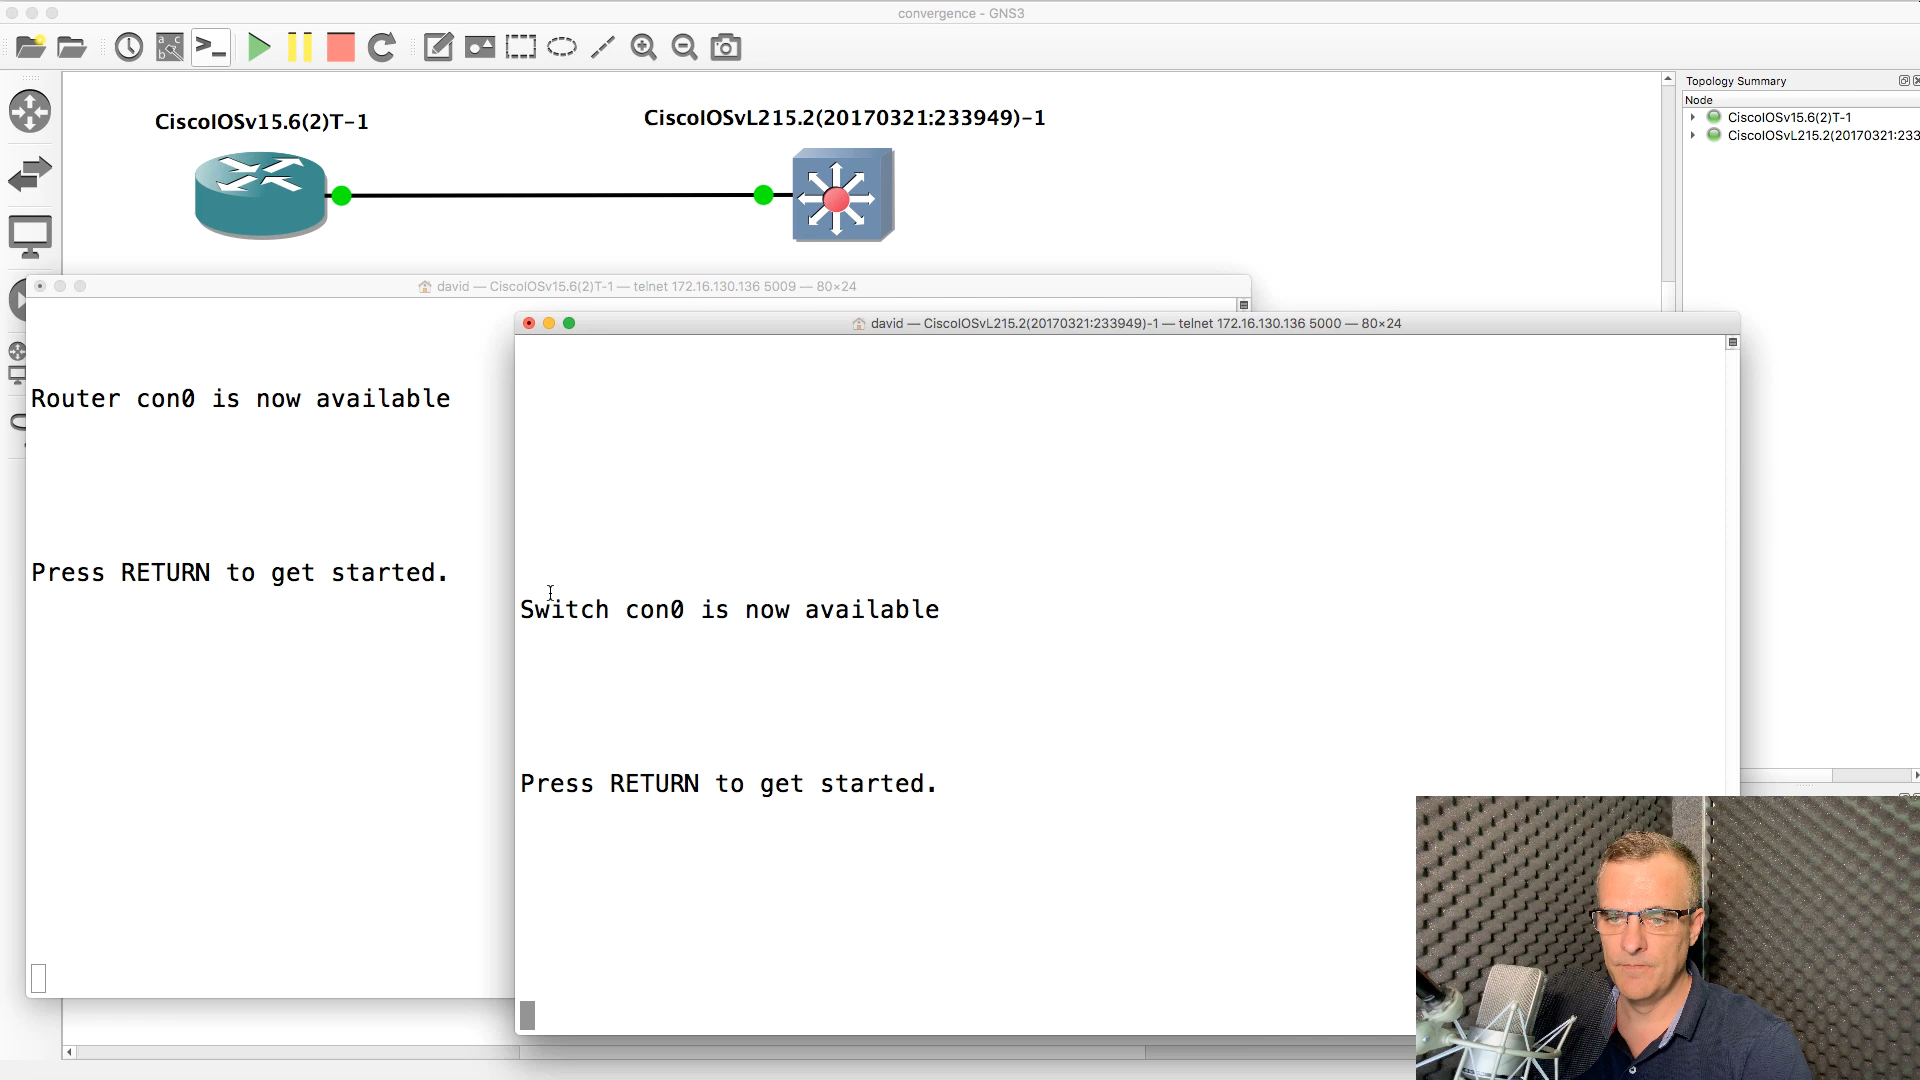 convergence - GNS3
Topology Summary
Node
CiscoIOSv15.6(2)T-1
CiscoIOSvL215.2(20170321:233
CiscoIOSv15.6(2)T-1
CiscoIOSvL215.2(20170321:233949)-1
david — CiscoIOSv15.6(2)T-1 — telnet 172.16.130.136 5009 — 80×24
Router con0 is now available
Press RETURN to get started.
david — CiscoIOSvL215.2(20170321:233949)-1 — telnet 172.16.130.136 5000 — 80×24
Switch con0 is now available
Press RETURN to get started.